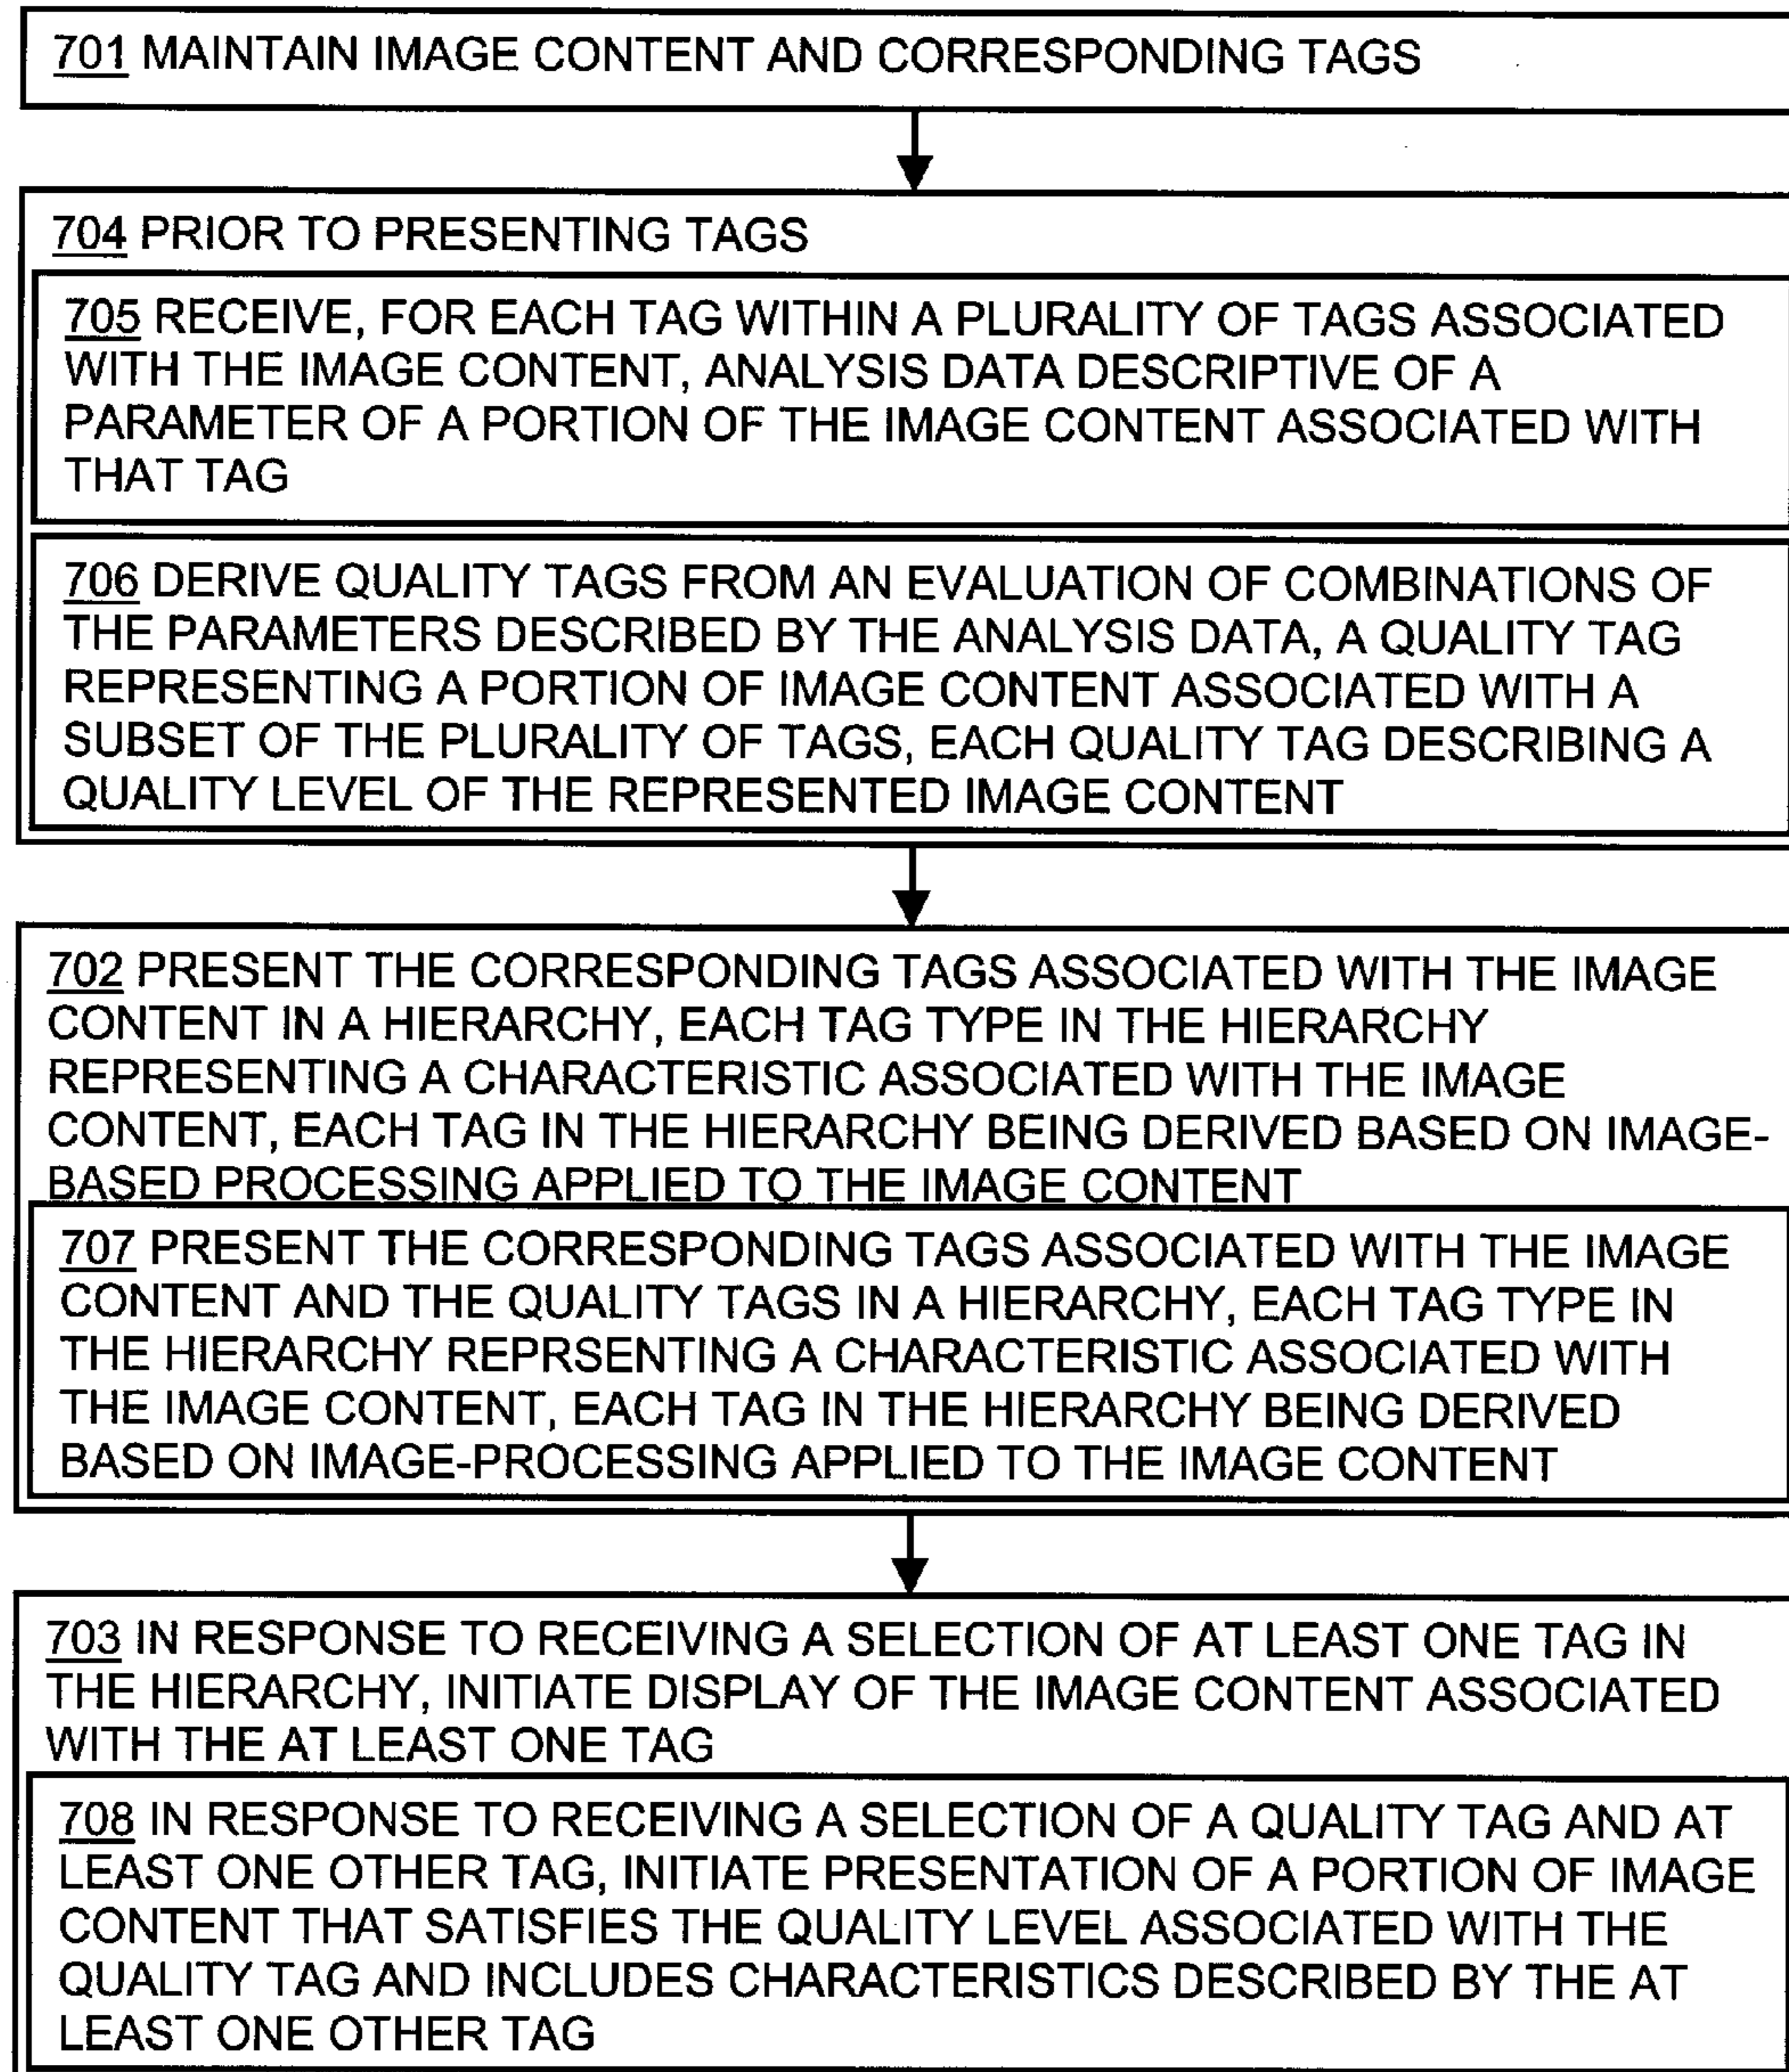 701 MAINTAIN IMAGE CONTENT AND CORRESPONDING TAGS
704 PRIOR TO PRESENTING TAGS
705 RECEIVE, FOR EACH TAG WITHIN A PLURALITY OF TAGS ASSOCIATED
WITH THE IMAGE CONTENT, ANALYSIS DATA DESCRIPTIVE OF A
PARAMETER OF A PORTION OF THE IMAGE CONTENT ASSOCIATED WITH
THAT TAG
706 DERIVE QUALITY TAGS FROM AN EVALUATION OF COMBINATIONS OF
THE PARAMETERS DESCRIBED BY THE ANALYSIS DATA, A QUALITY TAG
REPRESENTING A PORTION OF IMAGE CONTENT ASSOCIATED WITH A
SUBSET OF THE PLURALITY OF TAGS, EACH QUALITY TAG DESCRIBING A
QUALITY LEVEL OF THE REPRESENTED IMAGE CONTENT
702 PRESENT THE CORRESPONDING TAGS ASSOCIATED WITH THE IMAGE
CONTENT IN A HIERARCHY, EACH TAG TYPE IN THE HIERARCHY
REPRESENTING A CHARACTERISTIC ASSOCIATED WITH THE IMAGE
CONTENT, EACH TAG IN THE HIERARCHY BEING DERIVED BASED ON IMAGE-
BASED PROCESSING APPLIED TO THE IMAGE CONTENT
707 PRESENT THE CORRESPONDING TAGS ASSOCIATED WITH THE IMAGE
CONTENT AND THE QUALITY TAGS IN A HIERARCHY, EACH TAG TYPE IN
THE HIERARCHY REPRSENTING A CHARACTERISTIC ASSOCIATED WITH
THE IMAGE CONTENT, EACH TAG IN THE HIERARCHY BEING DERIVED
BASED ON IMAGE-PROCESSING APPLIED TO THE IMAGE CONTENT
703 IN RESPONSE TO RECEIVING A SELECTION OF AT LEAST ONE TAG IN
THE HIERARCHY, INITIATE DISPLAY OF THE IMAGE CONTENT ASSOCIATED
WITH THE AT LEAST ONE TAG
708 IN RESPONSE TO RECEIVING A SELECTION OF A QUALITY TAG AND AT
LEAST ONE OTHER TAG, INITIATE PRESENTATION OF A PORTION OF IMAGE
CONTENT THAT SATISFIES THE QUALITY LEVEL ASSOCIATED WITH THE
QUALITY TAG AND INCLUDES CHARACTERISTICS DESCRIBED BY THE AT
LEAST ONE OTHER TAG